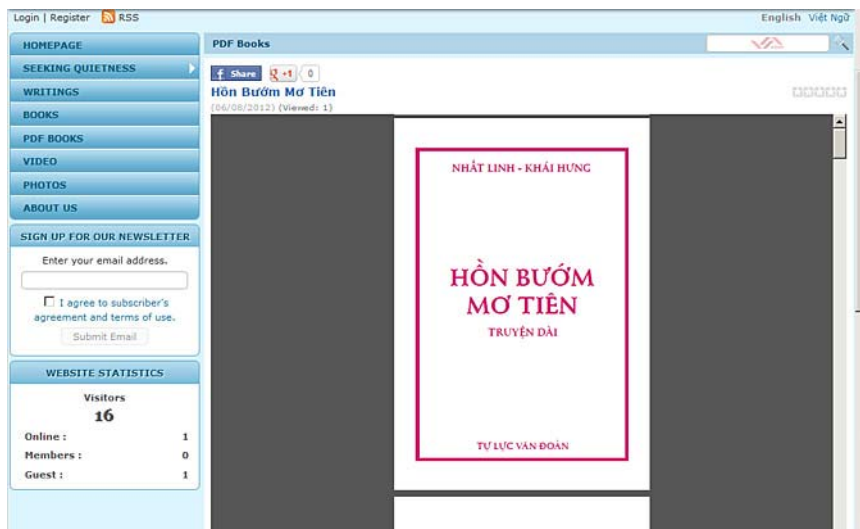 Login | Register RSS
English Việt Ngữ
HOMEPAGE
SEEKING QUIETNESS
WRITINGS
BOOKS
PDF BOOKS
VIDEO
PHOTOS
ABOUT US
SIGN UP FOR OUR NEWSLETTER
Enter your email address.
I agree to subscriber's
agreement and terms of use.
Submit Email
WEBSITE STATISTICS
Visitors
16
Online : 1
Members : 0
Guest : 1
PDF Books
f Share g +1 0
Hồn Bướm Mơ Tiên
(06/08/2012) (Viewed: 1)
NHẤT LINH - KHÁI HƯNG
HỒN BƯỚM
MƠ TIÊN
TRUYỆN DÀI
TỰ LỰC VĂN ĐOÀN